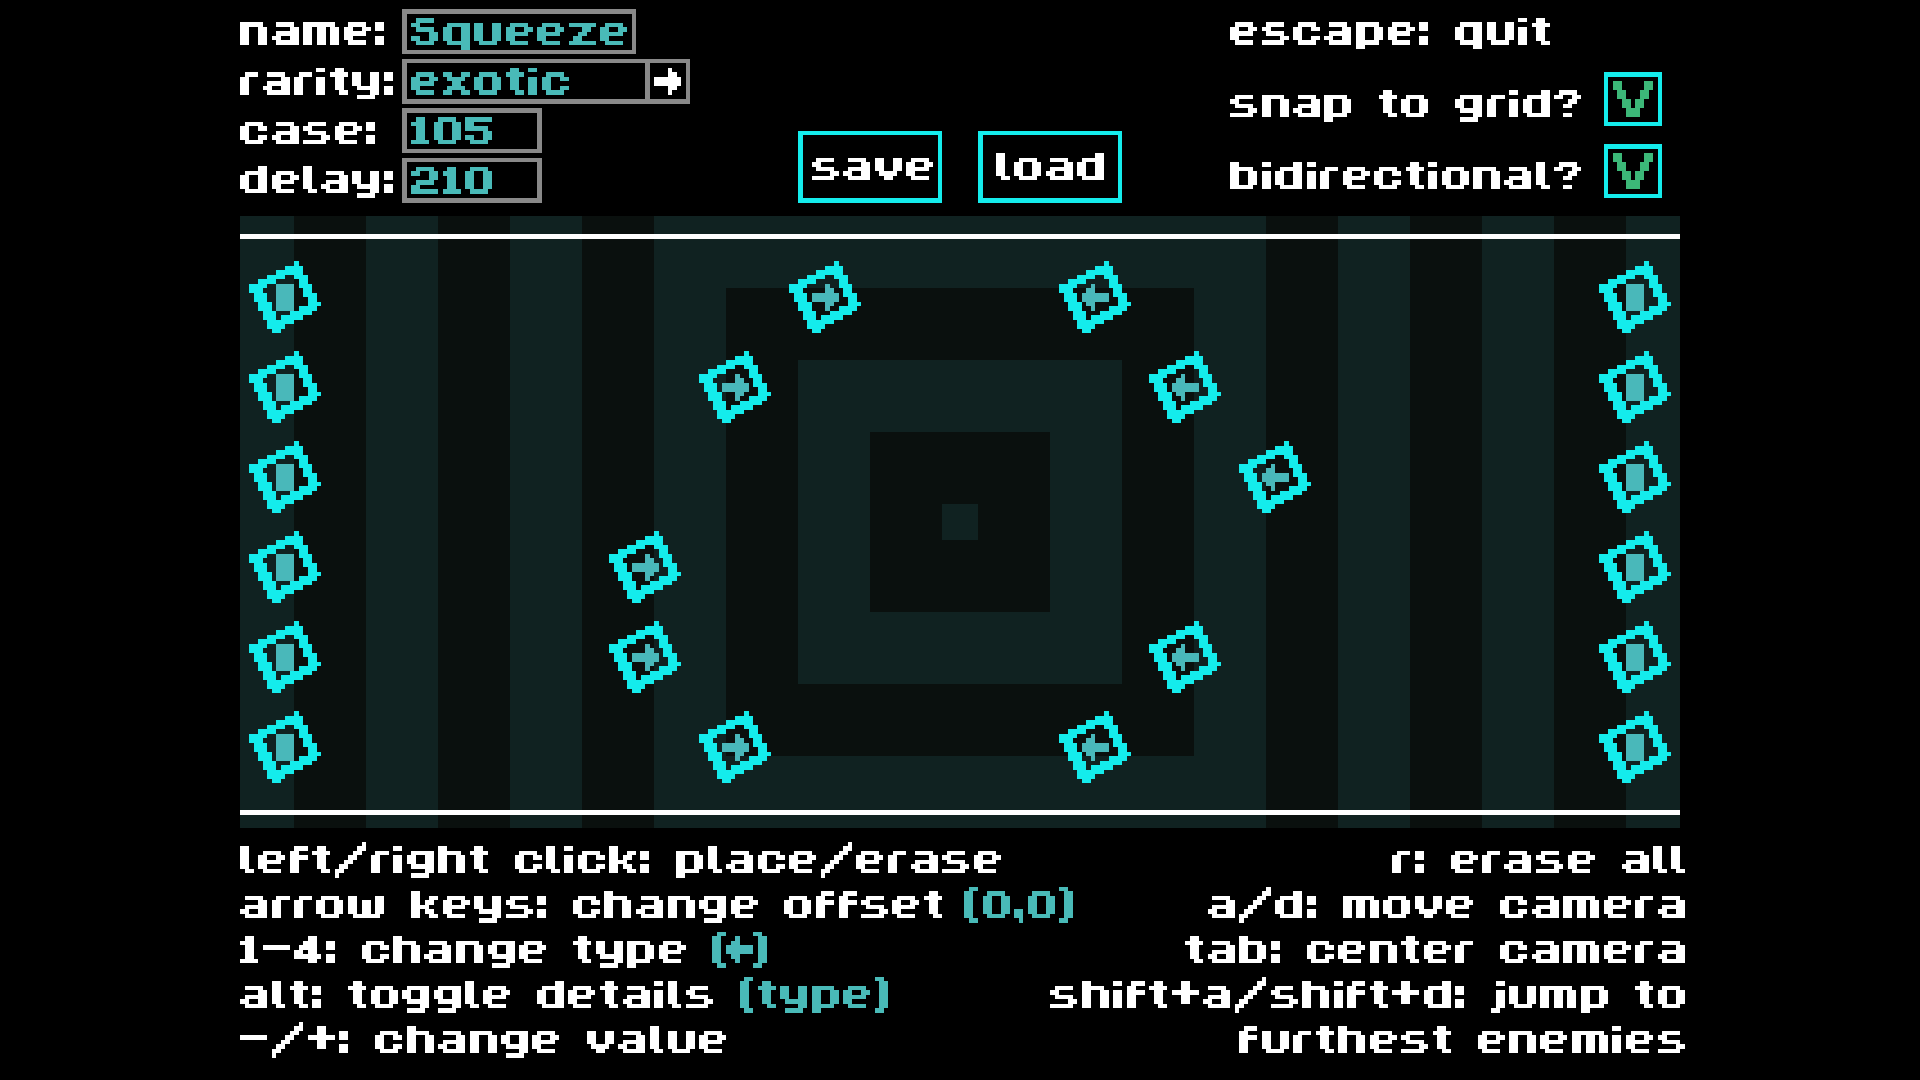 name: Squeeze
rarity: exotic →
case: 105
delay: 210
save
load
escape: quit
snap to grid? V
bidirectional? V
left/right click: place/erase
arrow keys: change offset (0,0)
1-4: change type (←)
alt: toggle details (type)
-/+: change value
r: erase all
a/d: move camera
tab: center camera
shift+a/shift+d: jump to
furthest enemies